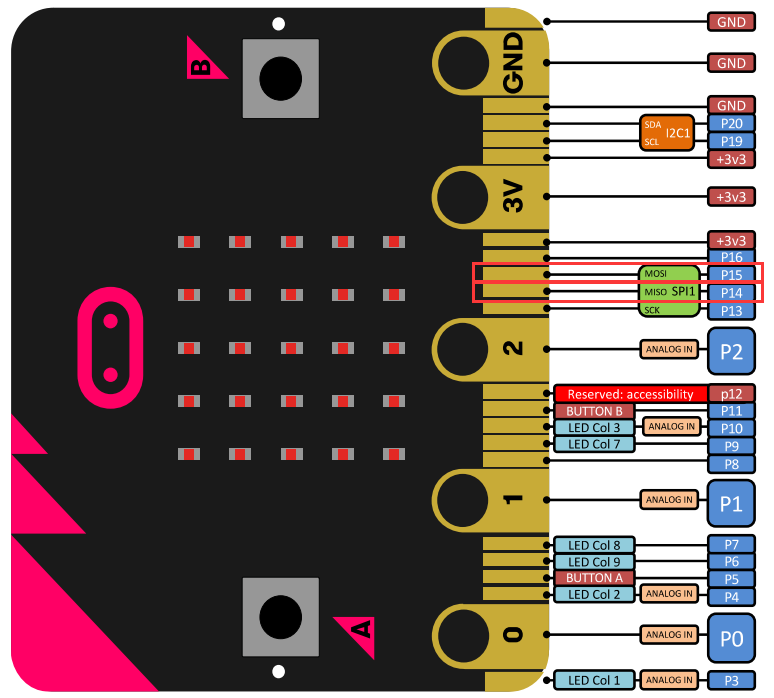 GND
GND
B
GND
GND
SDA
I2C1
P20
SCL
P19
+3v3
3V
+3v3
+3v3
P16
MOSI
P15
MISO
SPI1
P14
SCK
P13
2
ANALOG IN
P2
Reserved: accessibility
p12
BUTTON B
P11
LED Col 3
ANALOG IN
P10
LED Col 7
P9
P8
1
ANALOG IN
P1
LED Col 8
P7
LED Col 9
P6
BUTTON A
P5
LED Col 2
ANALOG IN
P4
A
0
ANALOG IN
P0
LED Col 1
ANALOG IN
P3